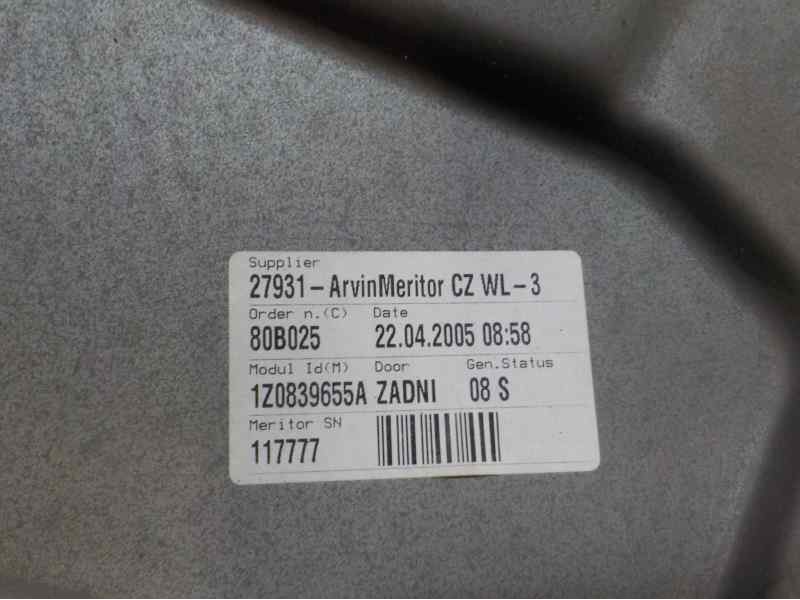 Supplier
27931-ArvinMeritor CZ WL-3
Order n.(C) Date
80B025 22.04.2005 08:58
Modul Id(M) Door Gen.Status
1Z0839655A ZADNI 08 S
Meritor SN
117777